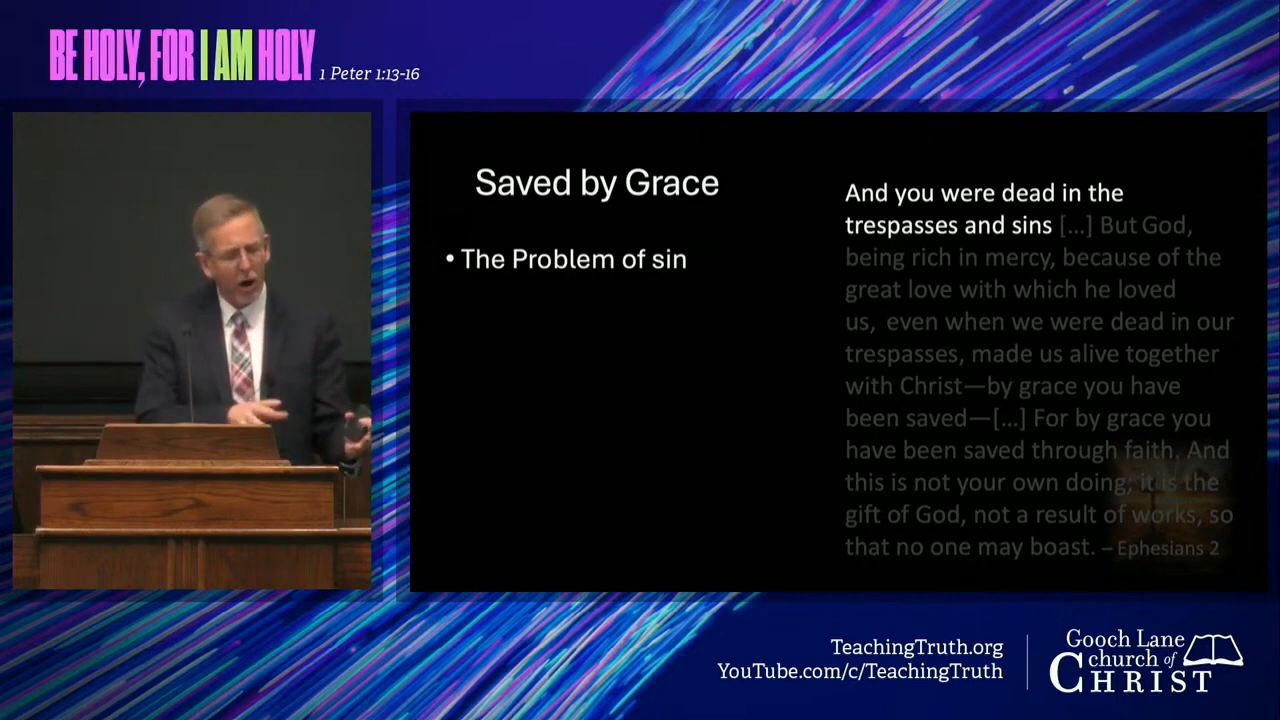 BE HOLY, FOR I AM HOLY 1 Peter 1:13-16
Saved by Grace
• The Problem of sin
And you were dead in the
trespasses and sins […] But God,
being rich in mercy, because of the
great love with which he loved
us, even when we were dead in our
trespasses, made us alive together
with Christ—by grace you have
been saved—[…] For by grace you
have been saved through faith. And
this is not your own doing; it is the
gift of God, not a result of works, so
that no one may boast. – Ephesians 2
TeachingTruth.org
YouTube.com/c/TeachingTruth
Gooch Lane
church of
CHRIST